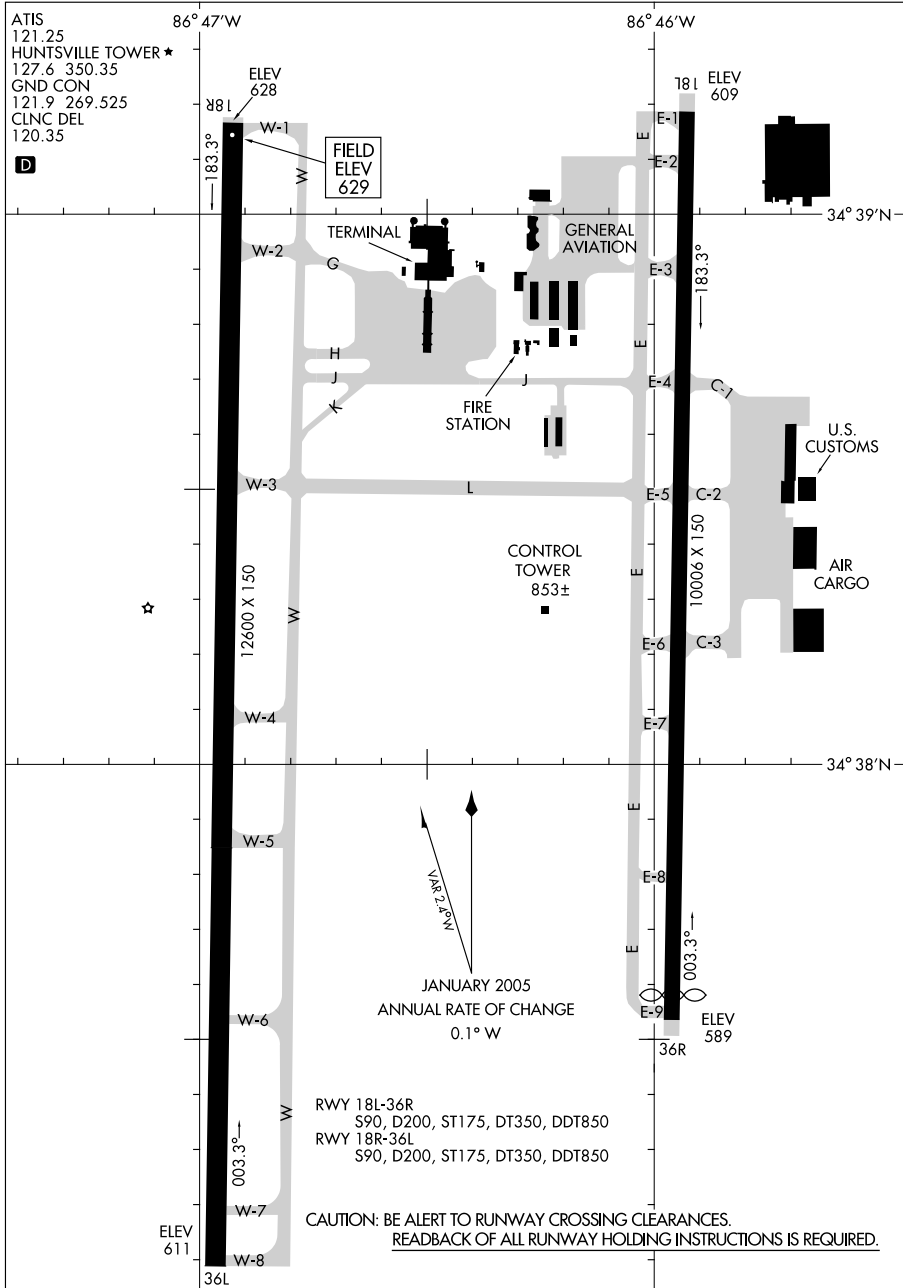 ATIS
121.25
HUNTSVILLE TOWER ★
127.6 350.35
GND CON
121.9 269.525
CLNC DEL
120.35
D
86°47'W
86°46'W
ELEV
628
18R
183.3°
W-1
W
FIELD
ELEV
629
18L
ELEV
609
E-1
E
E-2
34°39'N
TERMINAL
GENERAL
AVIATION
W-2
G
E-3
183.3°
H
J
K
E
J
E-4
C-1
FIRE
STATION
U.S.
CUSTOMS
W-3
L
E-5
C-2
12600 X 150
10006 X 150
CONTROL
TOWER
853±
E
AIR
CARGO
W
E-6
C-3
W-4
E-7
34°38'N
E
W-5
VAR 2.4°W
E-8
E
003.3°
JANUARY 2005
ANNUAL RATE OF CHANGE
0.1° W
W-6
E-9
ELEV
589
36R
W
RWY 18L-36R
S90, D200, ST175, DT350, DDT850
RWY 18R-36L
S90, D200, ST175, DT350, DDT850
003.3°
W-7
ELEV
611
CAUTION: BE ALERT TO RUNWAY CROSSING CLEARANCES.
READBACK OF ALL RUNWAY HOLDING INSTRUCTIONS IS REQUIRED.
W-8
36L